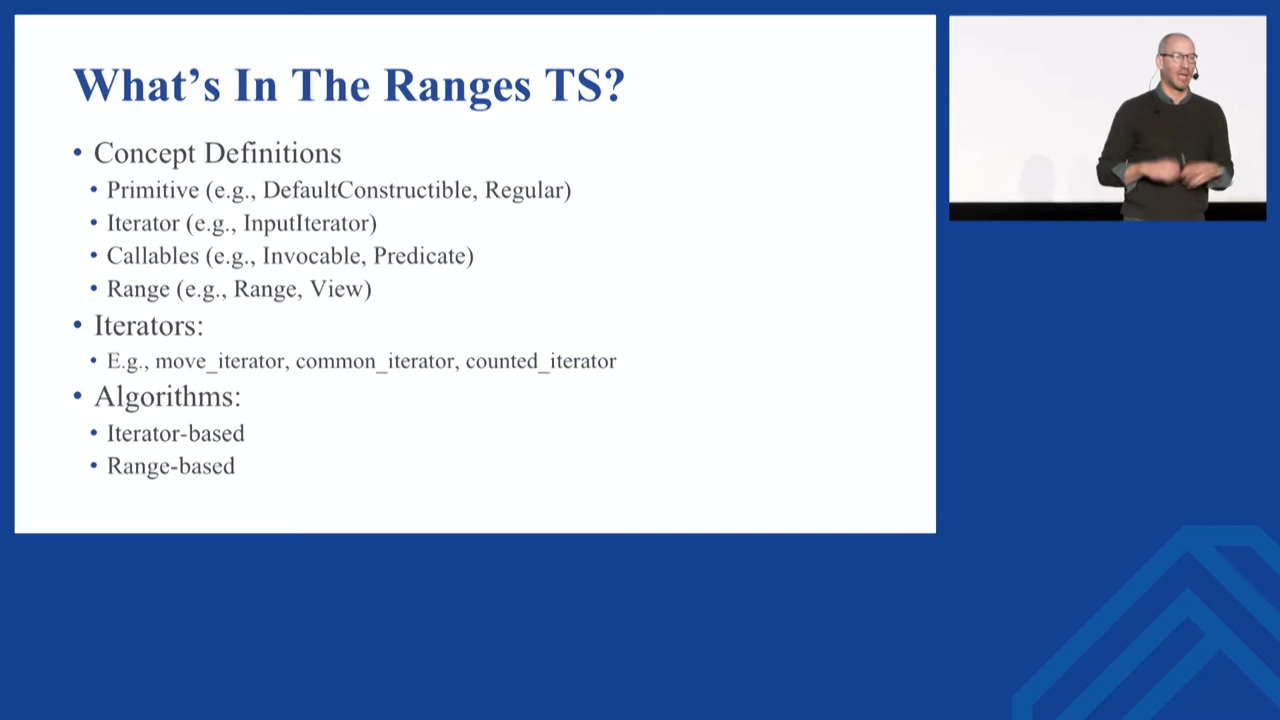 What’s In The Ranges TS?
• Concept Definitions
• Primitive (e.g., DefaultConstructible, Regular)
• Iterator (e.g., InputIterator)
• Callables (e.g., Invocable, Predicate)
• Range (e.g., Range, View)
• Iterators:
• E.g., move_iterator, common_iterator, counted_iterator
• Algorithms:
• Iterator-based
• Range-based